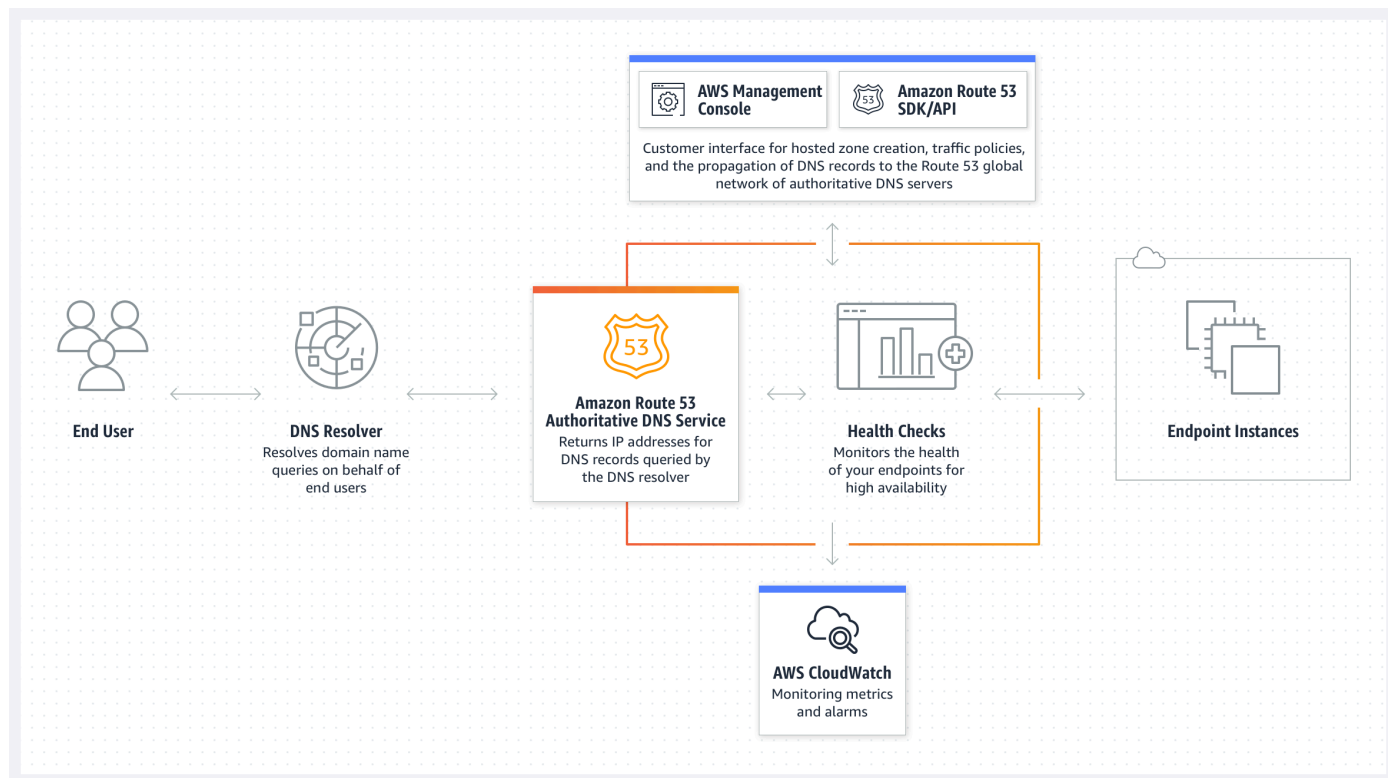 AWS Management
Console
53
Amazon Route 53
SDK/API
Customer interface for hosted zone creation, traffic policies,
and the propagation of DNS records to the Route 53 global
network of authoritative DNS servers
End User
DNS Resolver
Resolves domain name
queries on behalf of
end users
53
Amazon Route 53
Authoritative DNS Service
Returns IP addresses for
DNS records queried by
the DNS resolver
Health Checks
Monitors the health
of your endpoints for
high availability
Endpoint Instances
AWS CloudWatch
Monitoring metrics
and alarms